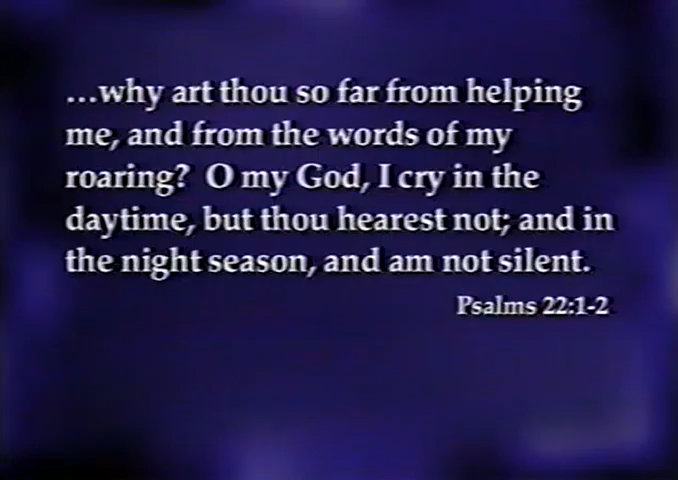 ...why art thou so far from helping
me, and from the words of my
roaring?  O my God, I cry in the
daytime, but thou hearest not; and in
the night season, and am not silent.
Psalms 22:1-2